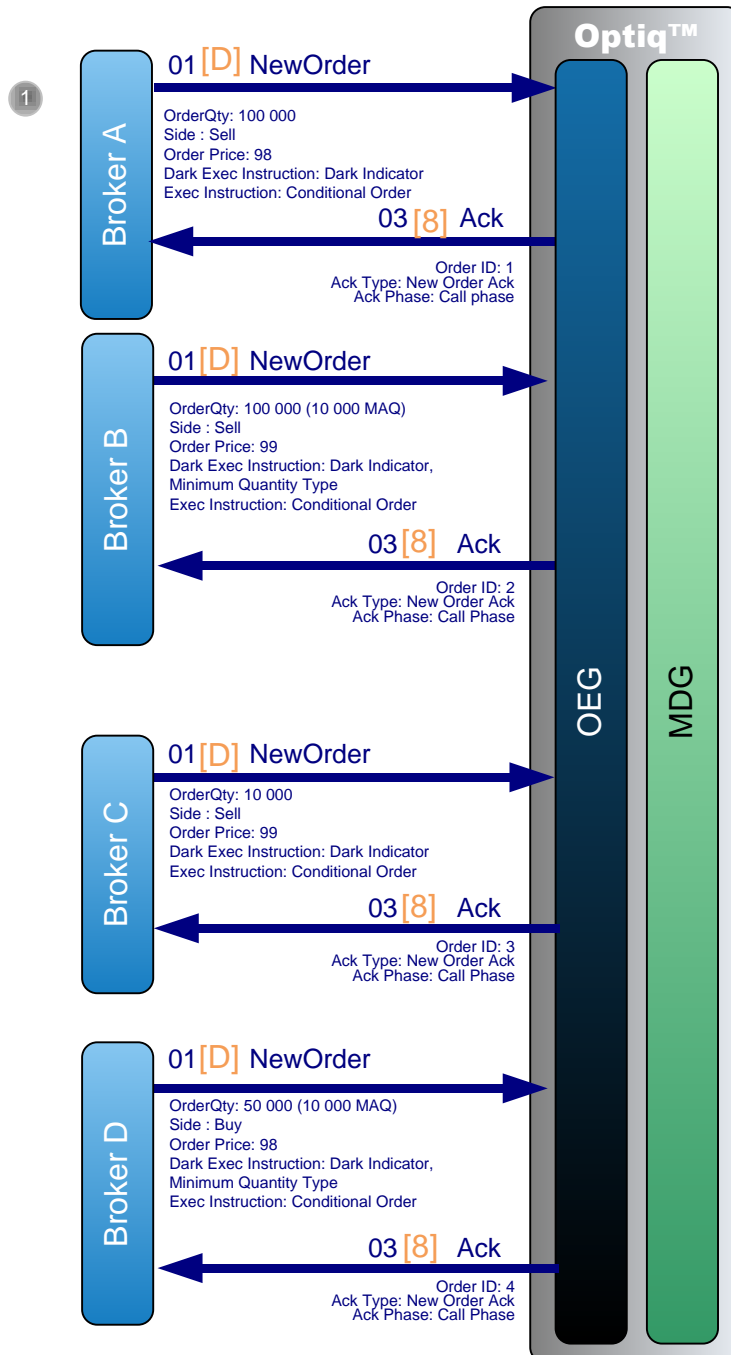 Optiq™
1
Broker A
01 [D] NewOrder
OrderQty: 100 000
Side : Sell
Order Price: 98
Dark Exec Instruction: Dark Indicator
Exec Instruction: Conditional Order
03 [8] Ack
Order ID: 1
Ack Type: New Order Ack
Ack Phase: Call phase
Broker B
01 [D] NewOrder
OrderQty: 100 000 (10 000 MAQ)
Side : Sell
Order Price: 99
Dark Exec Instruction: Dark Indicator,
Minimum Quantity Type
Exec Instruction: Conditional Order
03 [8] Ack
Order ID: 2
Ack Type: New Order Ack
Ack Phase: Call Phase
OEG
MDG
Broker C
01 [D] NewOrder
OrderQty: 10 000
Side : Sell
Order Price: 99
Dark Exec Instruction: Dark Indicator
Exec Instruction: Conditional Order
03 [8] Ack
Order ID: 3
Ack Type: New Order Ack
Ack Phase: Call Phase
Broker D
01 [D] NewOrder
OrderQty: 50 000 (10 000 MAQ)
Side : Buy
Order Price: 98
Dark Exec Instruction: Dark Indicator,
Minimum Quantity Type
Exec Instruction: Conditional Order
03 [8] Ack
Order ID: 4
Ack Type: New Order Ack
Ack Phase: Call Phase